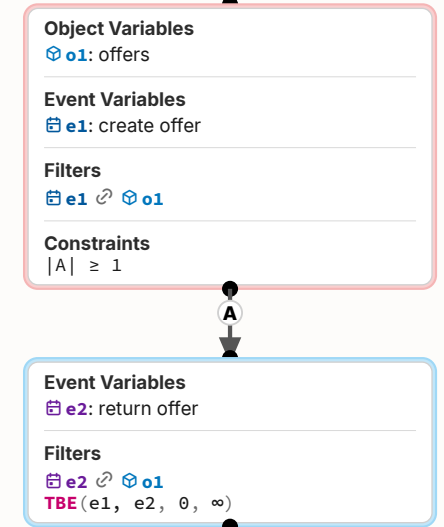 Object Variables
o1: offers
Event Variables
e1: create offer
Filters
e1 o1
Constraints
|A| ≥ 1
A
Event Variables
e2: return offer
Filters
e2 o1
TBE(e1, e2, 0, ∞)